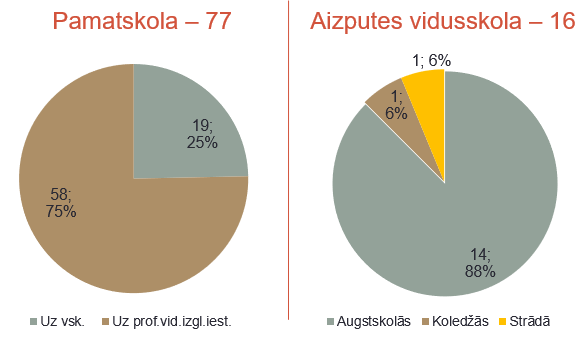 Pamatskola – 77
19;
25%
58;
75%
Uz vsk.
Uz prof.vid.izgl.iest.
Aizputes vidusskola – 16
1; 6%
1;
6%
14;
88%
Augstskolās
Koledžās
Strādā